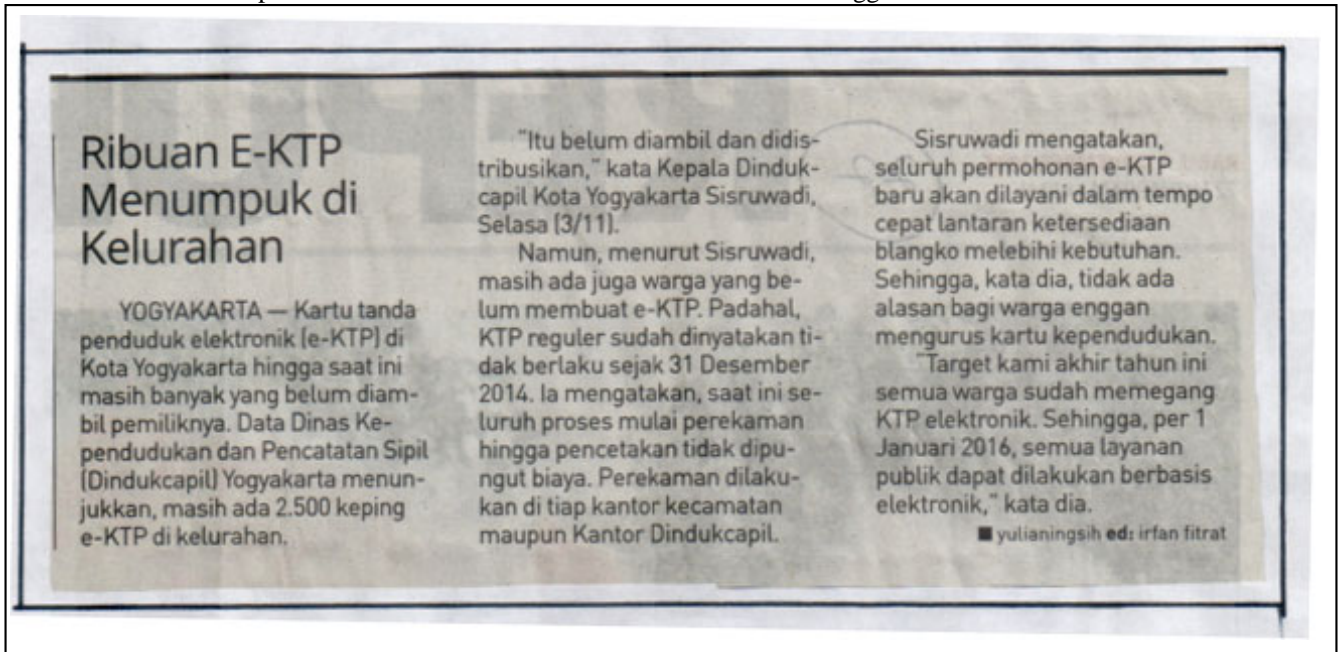 Ribuan E-KTP
Menumpuk di
Kelurahan
YOGYAKARTA — Kartu tanda
penduduk elektronik (e-KTP) di
Kota Yogyakarta hingga saat ini
masih banyak yang belum diam-
bil pemiliknya. Data Dinas Ke-
pendudukan dan Pencatatan Sipil
(Dindukcapil) Yogyakarta menun-
jukkan, masih ada 2.500 keping
e-KTP di kelurahan.
"Itu belum diambil dan didis-
tribusikan," kata Kepala Dinduk-
capil Kota Yogyakarta Sisruwadi,
Selasa (3/11).
Namun, menurut Sisruwadi,
masih ada juga warga yang be-
lum membuat e-KTP. Padahal,
KTP reguler sudah dinyatakan ti-
dak berlaku sejak 31 Desember
2014. Ia mengatakan, saat ini se-
luruh proses mulai perekaman
hingga pencetakan tidak dipu-
ngut biaya. Perekaman dilaku-
kan di tiap kantor kecamatan
maupun Kantor Dindukcapil.
Sisruwadi mengatakan,
seluruh permohonan e-KTP
baru akan dilayani dalam tempo
cepat lantaran ketersediaan
blangko melebihi kebutuhan.
Sehingga, kata dia, tidak ada
alasan bagi warga enggan
mengurus kartu kependudukan.
"Target kami akhir tahun ini
semua warga sudah memegang
KTP elektronik. Sehingga, per 1
Januari 2016, semua layanan
publik dapat dilakukan berbasis
elektronik," kata dia.
■ yulianingsih ed: irfan fitrat